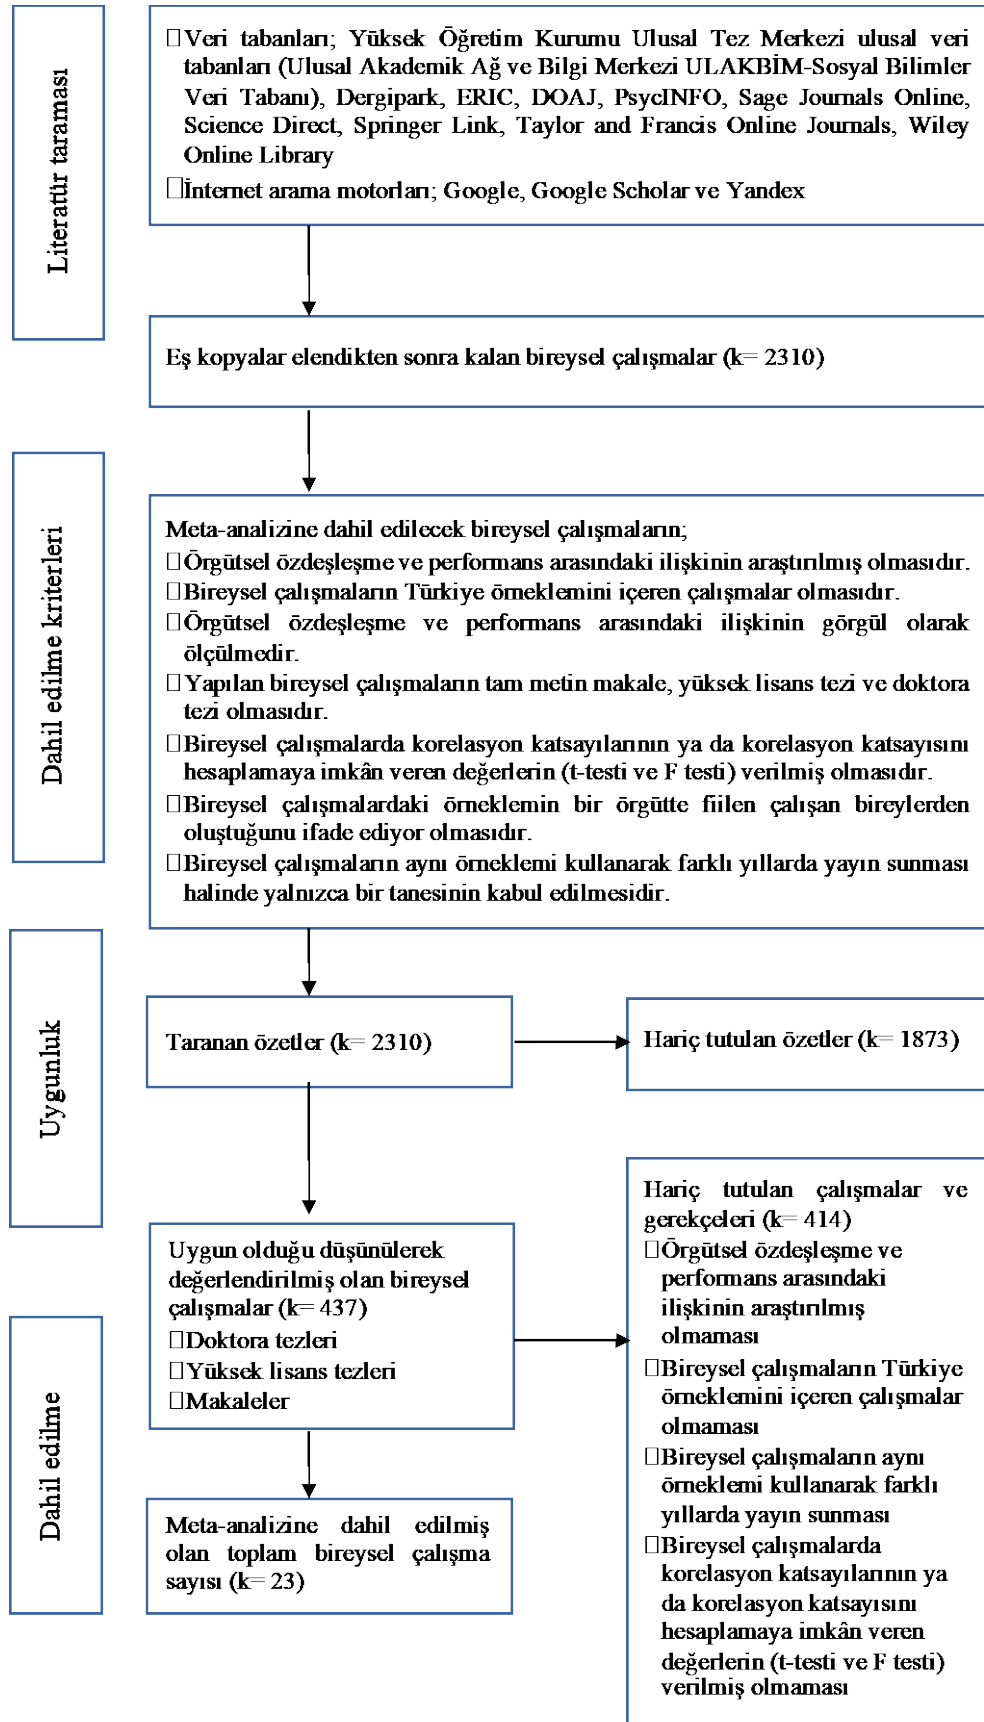 Literatür taraması
□Veri tabanları; Yüksek Öğretim Kurumu Ulusal Tez Merkezi ulusal veri
tabanları (Ulusal Akademik Ağ ve Bilgi Merkezi ULAKBİM-Sosyal Bilimler
Veri Tabanı), Dergipark, ERIC, DOAJ, PsycINFO, Sage Journals Online,
Science Direct, Springer Link, Taylor and Francis Online Journals, Wiley
Online Library
□İnternet arama motorları; Google, Google Scholar ve Yandex
Eş kopyalar elendikten sonra kalan bireysel çalışmalar (k= 2310)
Dahil edilme kriterleri
Meta-analizine dahil edilecek bireysel çalışmaların;
□Örgütsel özdeşleşme ve performans arasındaki ilişkinin araştırılmış olmasıdır.
□Bireysel çalışmaların Türkiye örneklemini içeren çalışmalar olmasıdır.
□Örgütsel özdeşleşme ve performans arasındaki ilişkinin görgül olarak
ölçülmedir.
□Yapılan bireysel çalışmaların tam metin makale, yüksek lisans tezi ve doktora
tezi olmasıdır.
□Bireysel çalışmalarda korelasyon katsayılarının ya da korelasyon katsayısını
hesaplamaya imkân veren değerlerin (t-testi ve F testi) verilmiş olmasıdır.
□Bireysel çalışmalardaki örneklemin bir örgütte fiilen çalışan bireylerden
oluştuğunu ifade ediyor olmasıdır.
□Bireysel çalışmaların aynı örneklemi kullanarak farklı yıllarda yayın sunması
halinde yalnızca bir tanesinin kabul edilmesidir.
Uygunluk
Taranan özetler (k= 2310)
Hariç tutulan özetler (k= 1873)
Uygun olduğu düşünülerek
değerlendirilmiş olan bireysel
çalışmalar (k= 437)
□Doktora tezleri
□Yüksek lisans tezleri
□Makaleler
Hariç tutulan çalışmalar ve
gerekçeleri (k= 414)
□Örgütsel özdeşleşme ve
performans arasındaki
ilişkinin araştırılmış
olmaması
□Bireysel çalışmaların Türkiye
örneklemini içeren çalışmalar
olmaması
□Bireysel çalışmaların aynı
örneklemi kullanarak farklı
yıllarda yayın sunması
□Bireysel çalışmalarda
korelasyon katsayılarının ya
da korelasyon katsayısını
hesaplamaya imkân veren
değerlerin (t-testi ve F testi)
verilmiş olmaması
Dahil edilme
Meta-analizine dahil edilmiş
olan toplam bireysel çalışma
sayısı (k= 23)